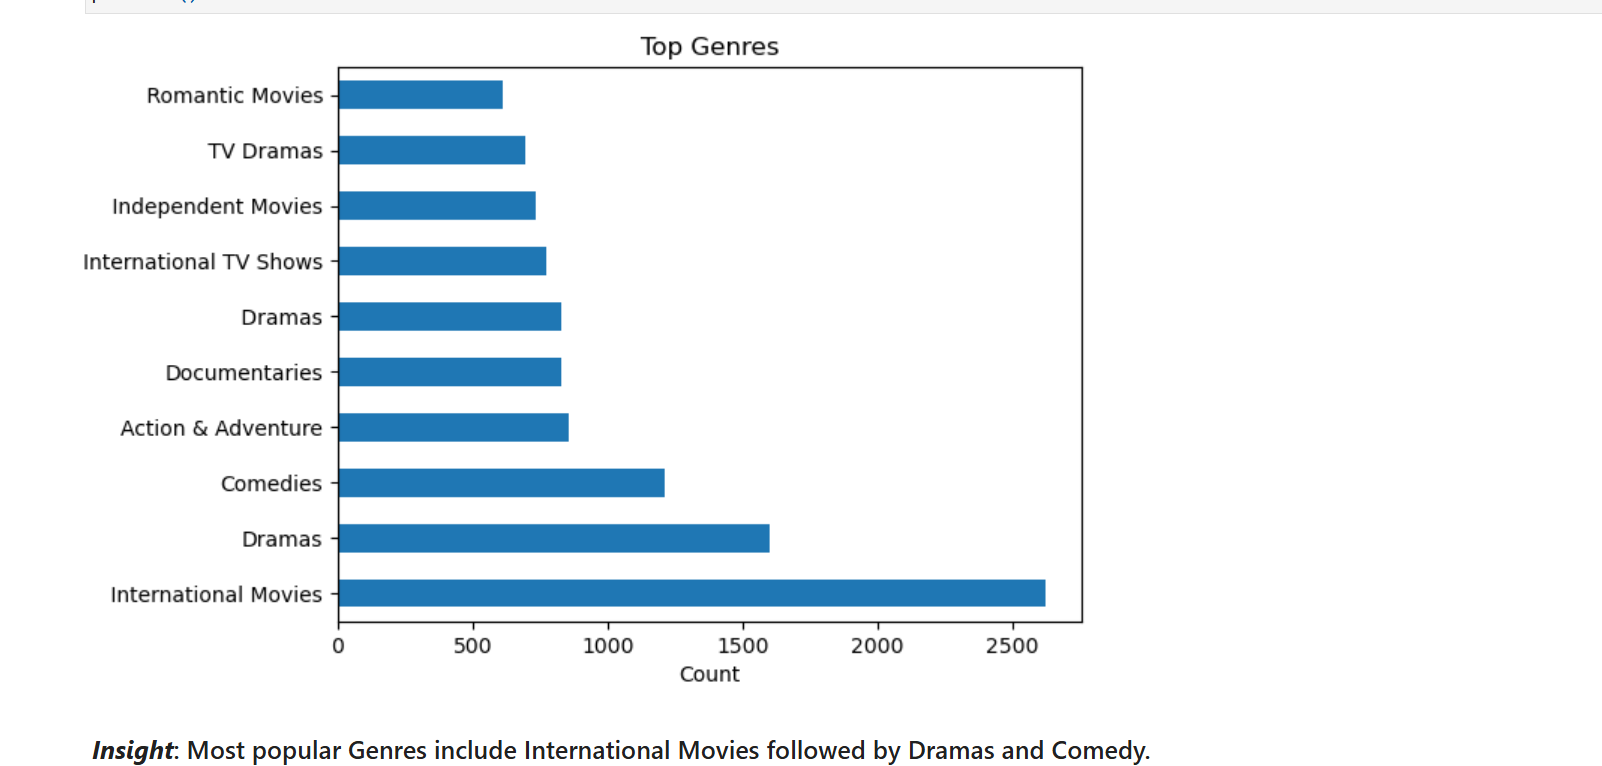 Top Genres
Romantic Movies
TV Dramas
Independent Movies
International TV Shows
Dramas
Documentaries
Action & Adventure
Comedies
Dramas
International Movies
0 500 1000 1500 2000 2500
Count
Insight: Most popular Genres include International Movies followed by Dramas and Comedy.